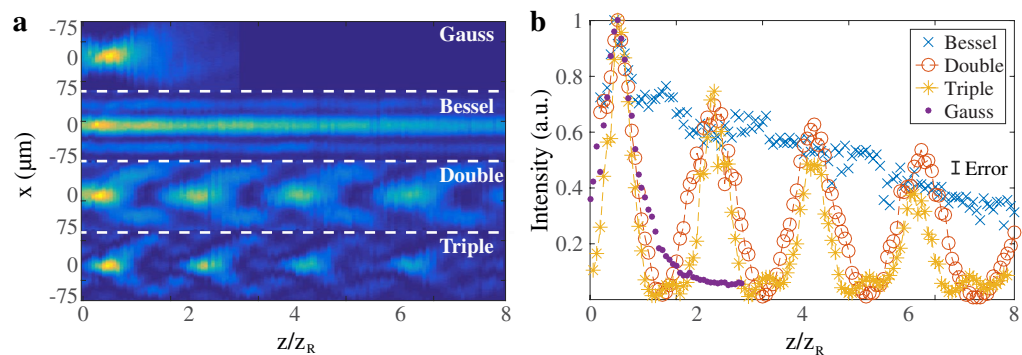 a
-75
0
75
0
-75
0
75
0
-75
x (µm)
Gauss
Bessel
Double
Triple
0 2 4 6 8
z/zR
b
1
0.8
0.6
0.4
0.2
Intensity (a.u.)
Bessel
Double
Triple
Gauss
Error
0 2 4 6 8
z/zR